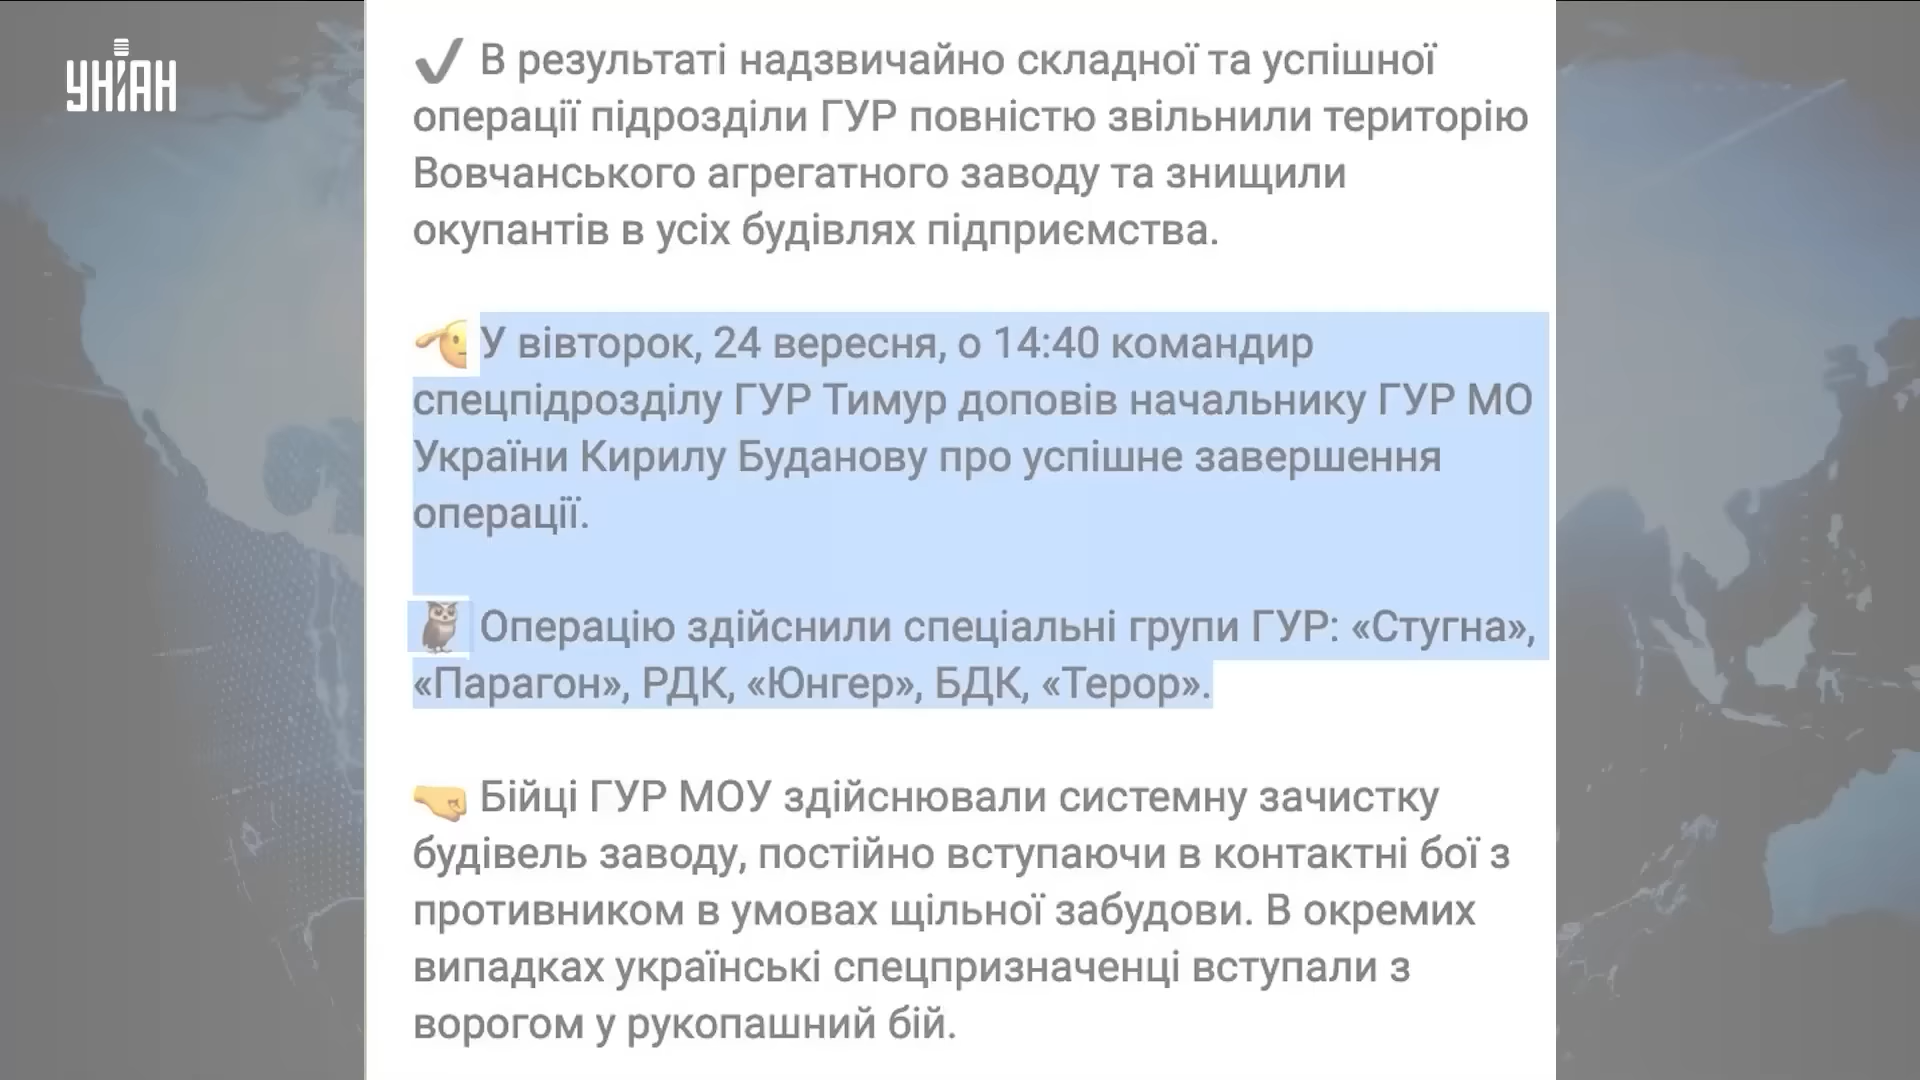 УНІАН
В результаті надзвичайно складної та успішної
операції підрозділи ГУР повністю звільнили територію
Вовчанського агрегатного заводу та знищили
окупантів в усіх будівлях підприємства.
У вівторок, 24 вересня, о 14:40 командир
спецпідрозділу ГУР Тимур доповів начальнику ГУР МО
України Кирилу Буданову про успішне завершення
операції.
Операцію здійснили спеціальні групи ГУР: «Стугна»,
«Парагон», РДК, «Юнгер», БДК, «Терор».
Бійці ГУР МОУ здійснювали системну зачистку
будівель заводу, постійно вступаючи в контактні бої з
противником в умовах щільної забудови. В окремих
випадках українські спецпризначенці вступали з
ворогом у рукопашний бій.